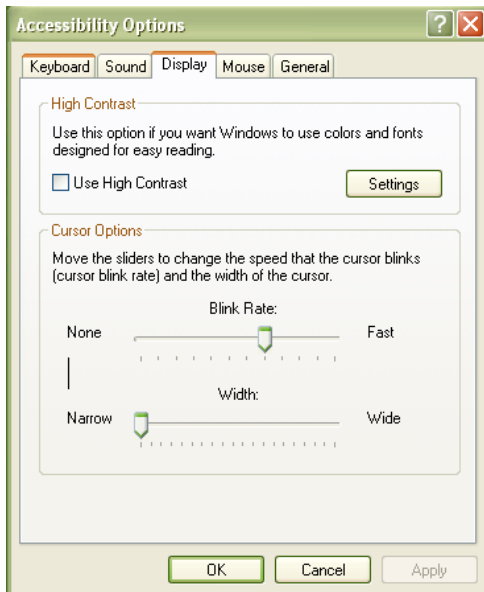 Accessibility Options
Keyboard Sound Display Mouse General
High Contrast
Use this option if you want Windows to use colors and fonts
designed for easy reading.
Use High Contrast Settings
Cursor Options
Move the sliders to change the speed that the cursor blinks
(cursor blink rate) and the width of the cursor.
Blink Rate:
None Fast
Width:
Narrow Wide
OK Cancel Apply